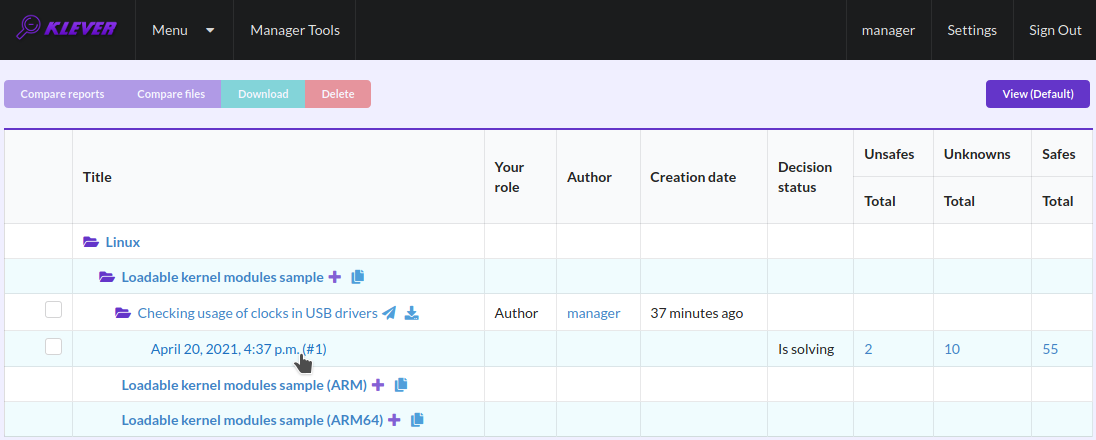 KLEVER Menu Manager Tools manager Settings Sign Out
Compare reports Compare files Download Delete View (Default)
Title Your role Author Creation date Decision status Unsafes Unknowns Safes
Total Total Total
Linux
Loadable kernel modules sample
Checking usage of clocks in USB drivers Author manager 37 minutes ago
April 20, 2021, 4:37 p.m. (#1) Is solving 2 10 55
Loadable kernel modules sample (ARM)
Loadable kernel modules sample (ARM64)